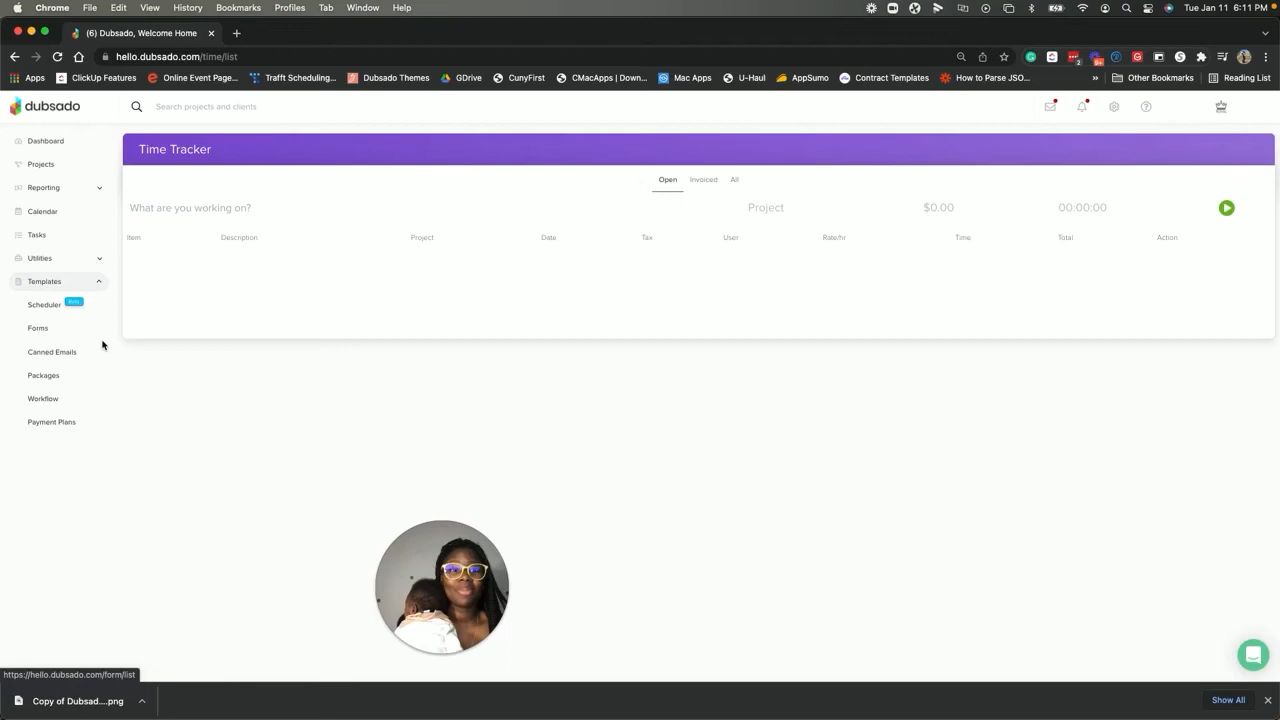 Chrome File Edit View History Bookmarks Profiles Tab Window Help Tue Jan 11 6:11 PM
(6) Dubsado, Welcome Home
hello.dubsado.com/time/list
Apps ClickUp Features Online Event Page... Trafft Scheduling... Dubsado Themes GDrive CunyFirst CMacApps | Down... Mac Apps U-Haul AppSumo Contract Templates How to Parse JSO... » Other Bookmarks Reading List
dubsado Search projects and clients
Dashboard
Time Tracker
Projects
Open Invoiced All
Reporting
What are you working on? Project $0.00 00:00:00
Calendar
Item Description Project Date Tax User Rate/hr Time Total Action
Tasks
Utilities
Templates
Scheduler
Forms
Canned Emails
Packages
Workflow
Payment Plans
https://hello.dubsado.com/form/list
Copy of Dubsad....png Show All